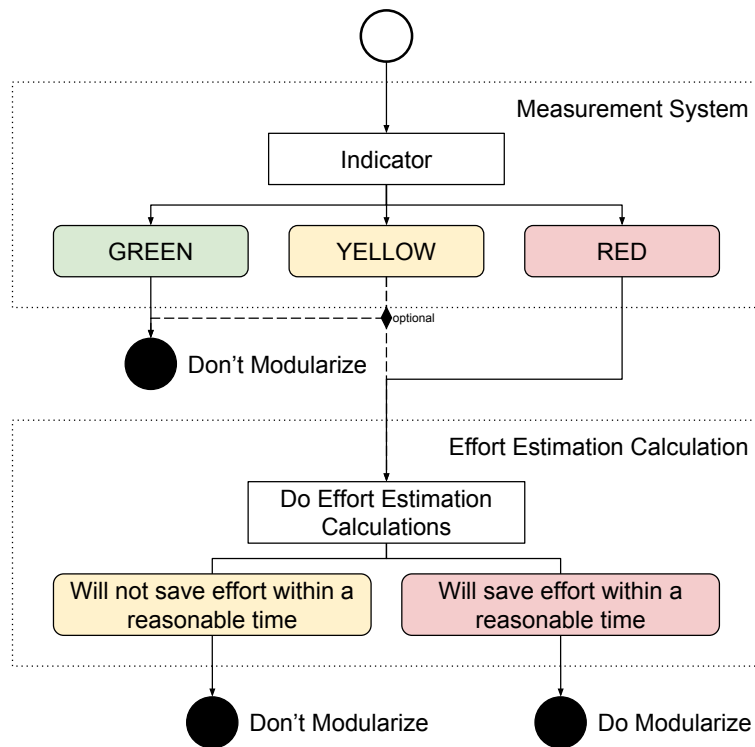 Measurement System
Indicator
GREEN
YELLOW
RED
optional
Don’t Modularize
Effort Estimation Calculation
Do Effort Estimation
Calculations
Will not save effort within a
reasonable time
Will save effort within a
reasonable time
Don’t Modularize
Do Modularize